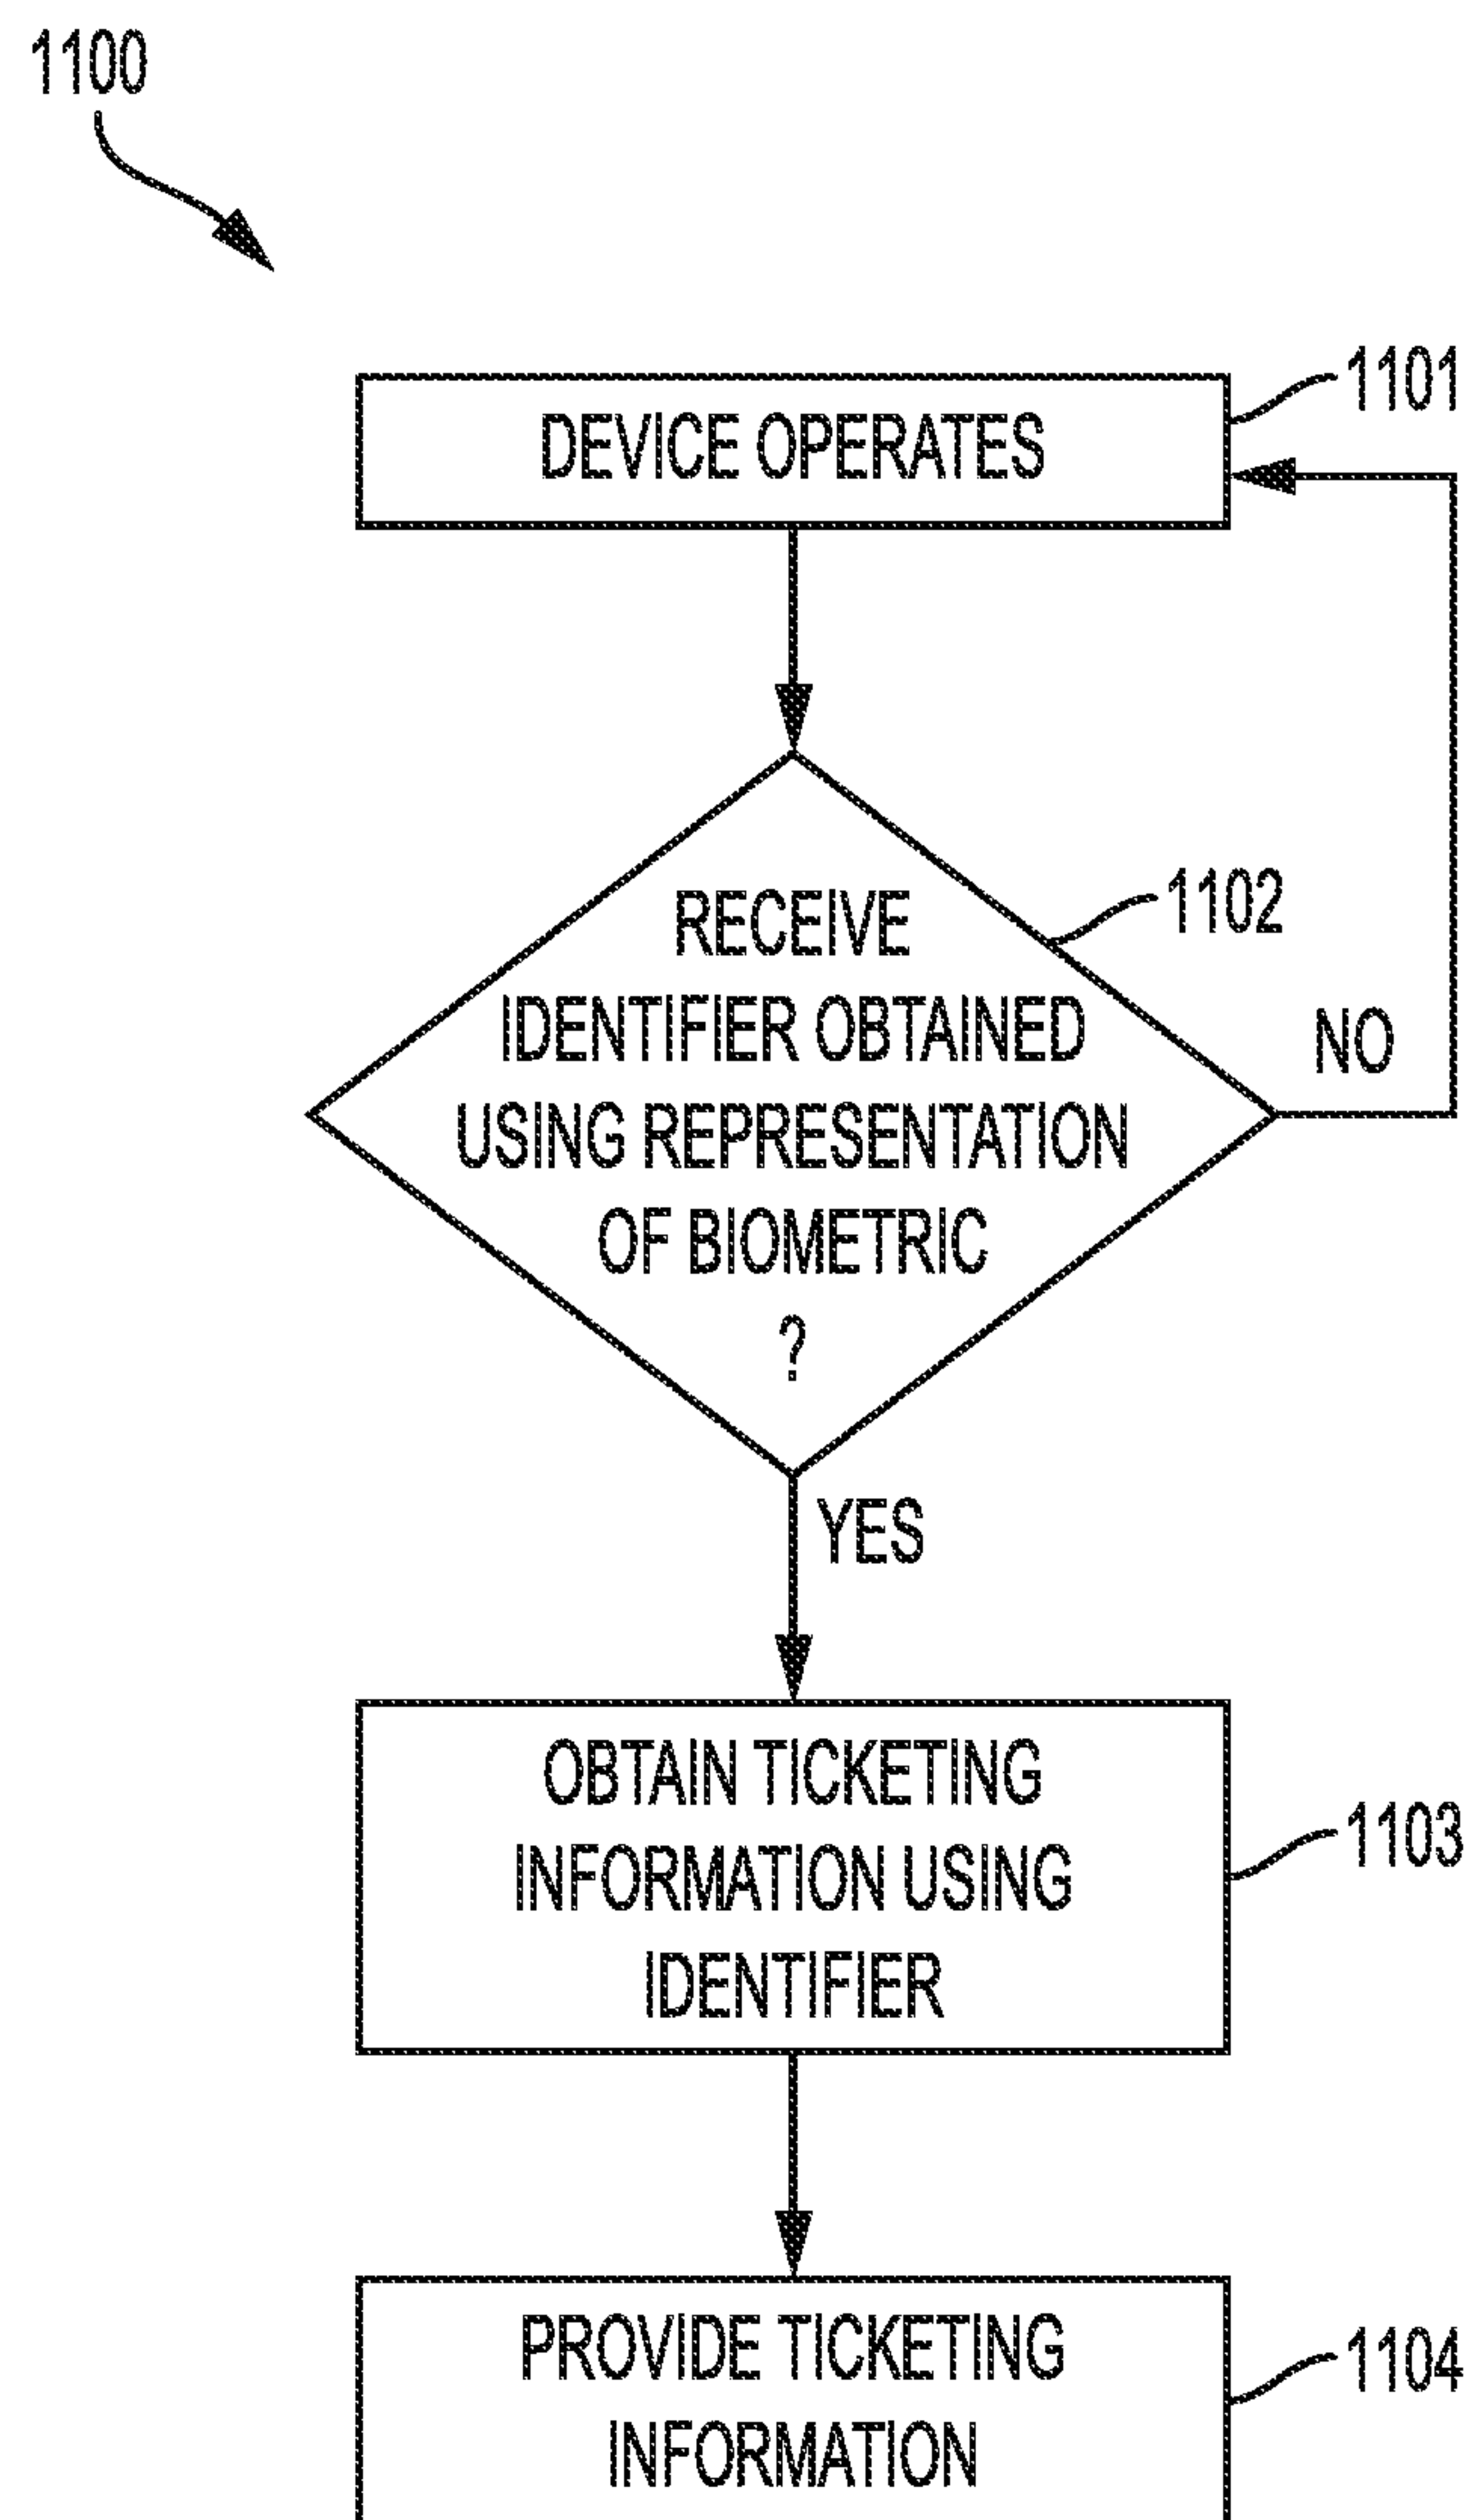 1100
1101
DEVICE OPERATES
1102
RECEIVE
IDENTIFIER OBTAINED
USING REPRESENTATION
OF BIOMETRIC
?
NO
YES
OBTAIN TICKETING
INFORMATION USING
IDENTIFIER
1103
PROVIDE TICKETING
INFORMATION
1104